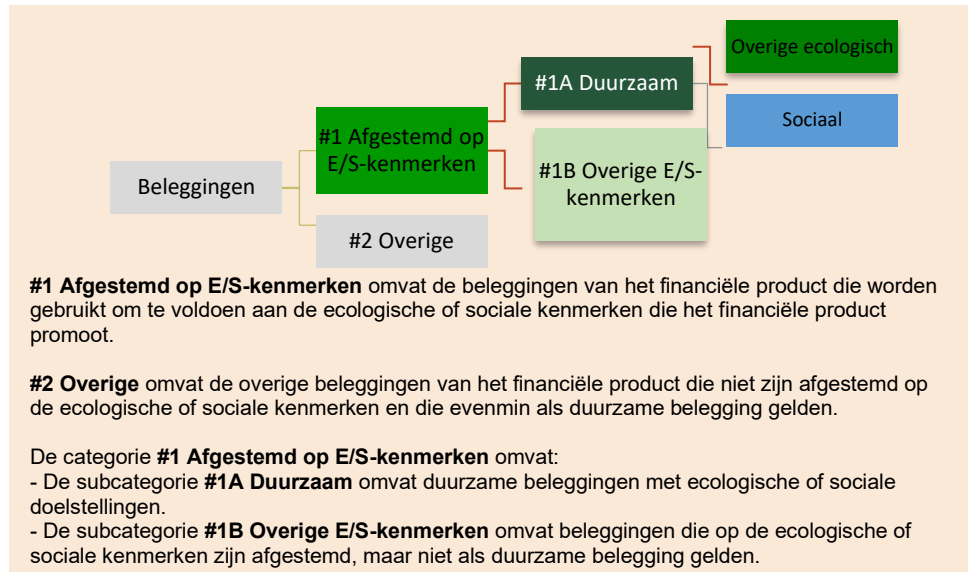 Overige ecologisch
#1A Duurzaam
Sociaal
#1 Afgestemd op
E/S-kenmerken
#1B Overige E/S-
kenmerken
Beleggingen
#2 Overige
#1 Afgestemd op E/S-kenmerken omvat de beleggingen van het financiële product die worden
gebruikt om te voldoen aan de ecologische of sociale kenmerken die het financiële product
promoot.
#2 Overige omvat de overige beleggingen van het financiële product die niet zijn afgestemd op
de ecologische of sociale kenmerken en die evenmin als duurzame belegging gelden.
De categorie #1 Afgestemd op E/S-kenmerken omvat:
- De subcategorie #1A Duurzaam omvat duurzame beleggingen met ecologische of sociale
doelstellingen.
- De subcategorie #1B Overige E/S-kenmerken omvat beleggingen die op de ecologische of
sociale kenmerken zijn afgestemd, maar niet als duurzame belegging gelden.